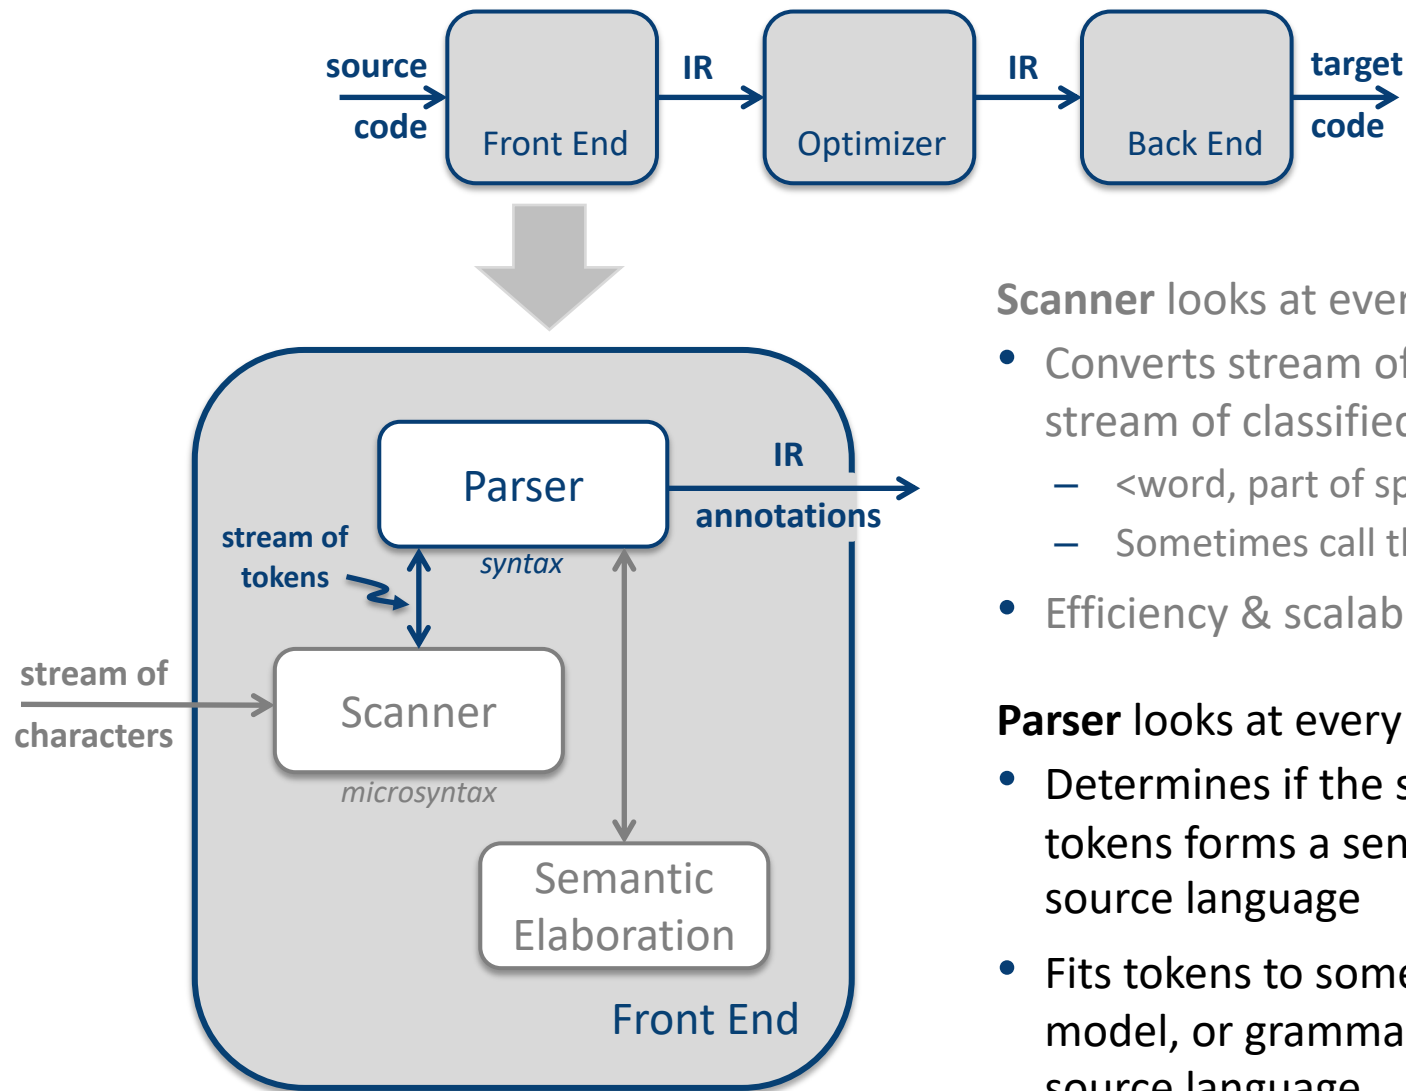 source
code
Front End
IR
Optimizer
IR
Back End
target
code
Scanner looks at every
• Converts stream of
stream of classified
– <word, part of sp
– Sometimes call th
• Efficiency & scalab
Parser looks at every
• Determines if the s
tokens forms a sen
source language
• Fits tokens to some
model, or gramma
source language
Parser
syntax
IR
annotations
stream of
tokens
stream of
characters
Scanner
microsyntax
Semantic
Elaboration
Front End